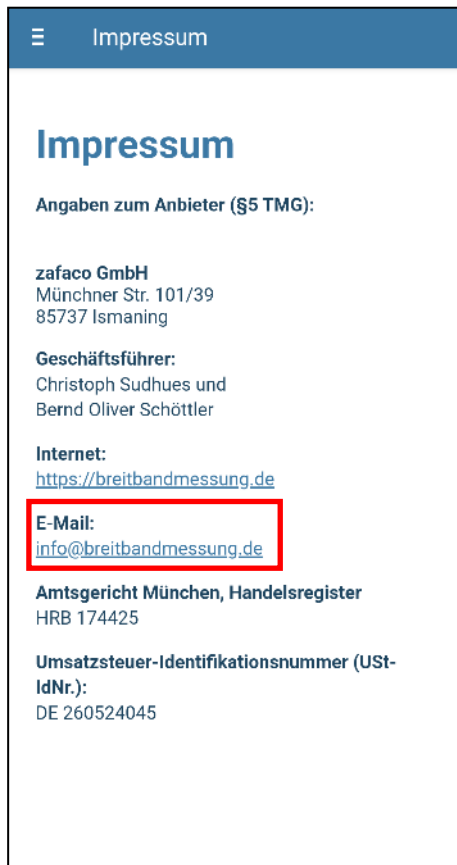 Impressum
Impressum
Angaben zum Anbieter (§5 TMG):
zafaco GmbH
Münchner Str. 101/39
85737 Ismaning
Geschäftsführer:
Christoph Sudhues und
Bernd Oliver Schöttler
Internet:
https://breitbandmessung.de
E-Mail:
info@breitbandmessung.de
Amtsgericht München, Handelsregister
HRB 174425
Umsatzsteuer-Identifikationsnummer (USt-
IdNr.):
DE 260524045